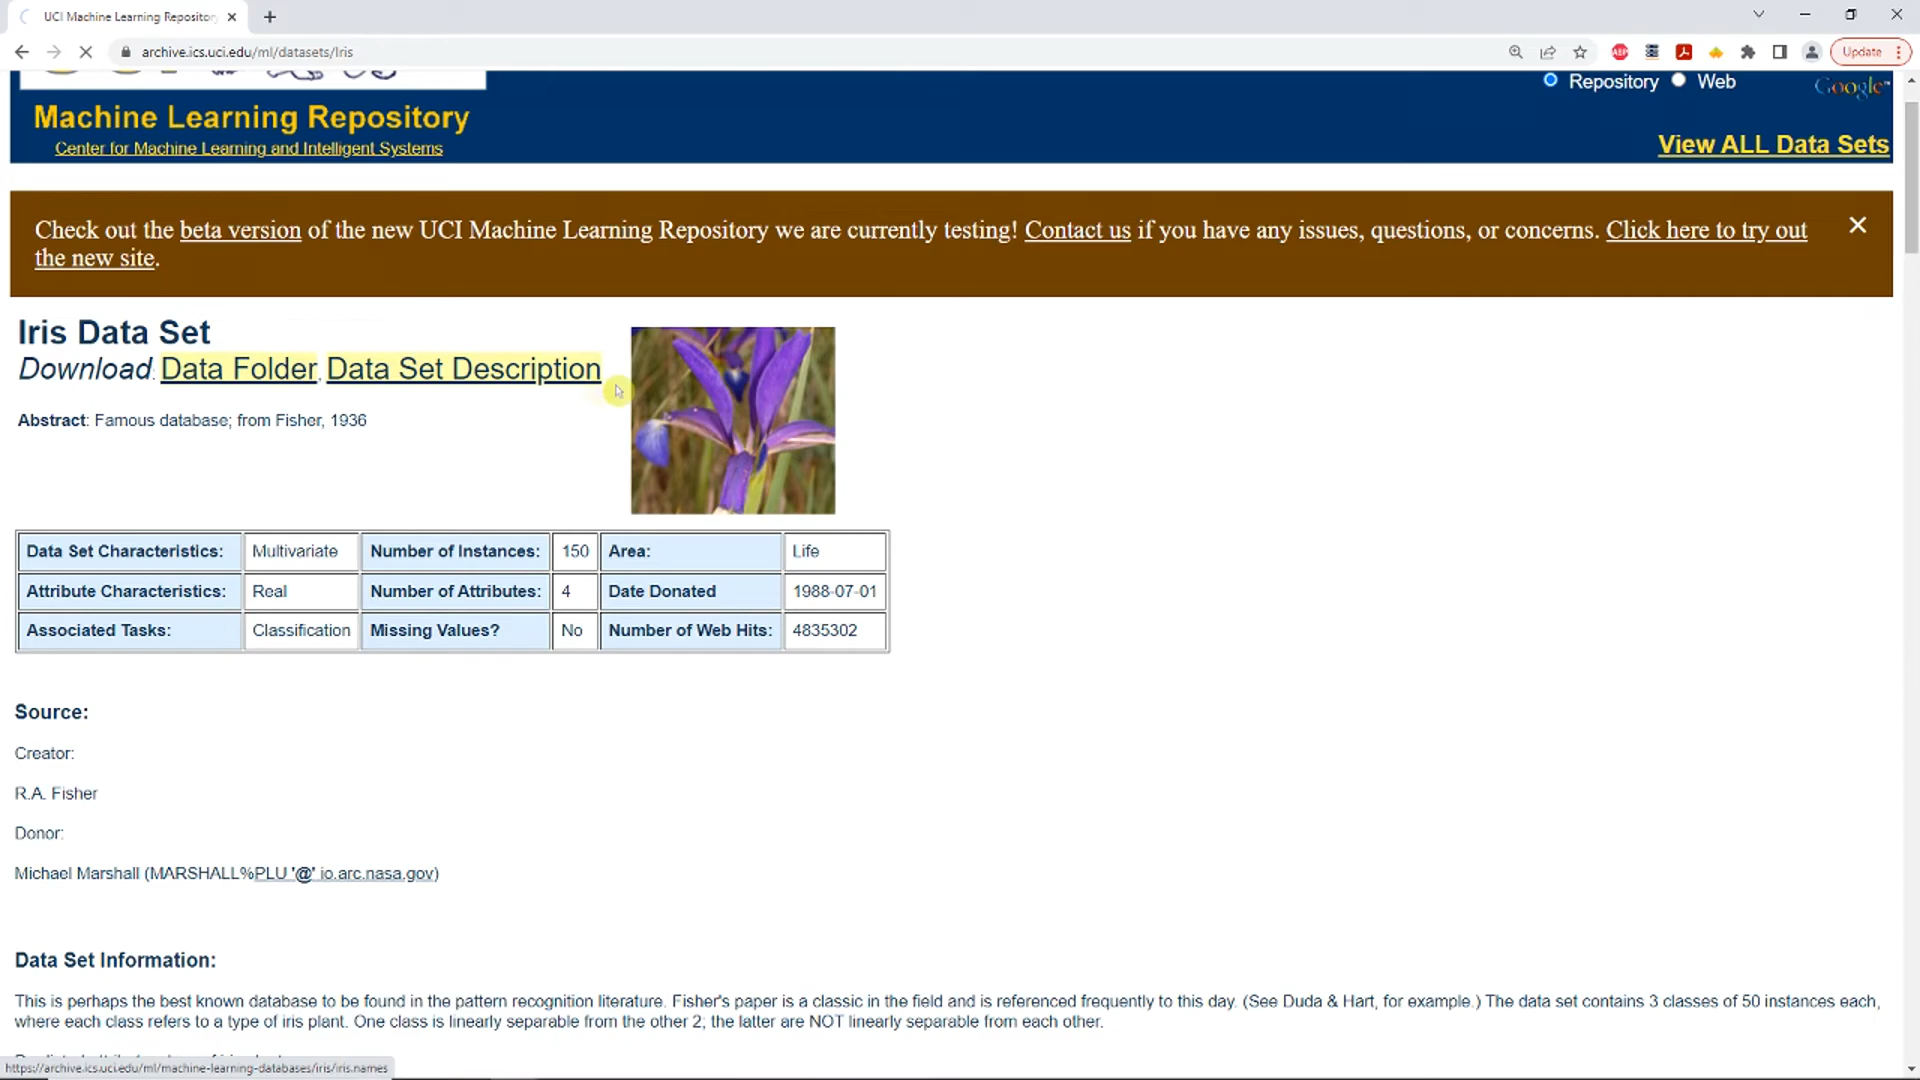 UCI Machine Learning Repository
archive.ics.uci.edu/ml/datasets/Iris
ABP
Update
Repository Web
Google™
Machine Learning Repository
Center for Machine Learning and Intelligent Systems
View ALL Data Sets
Check out the beta version of the new UCI Machine Learning Repository we are currently testing! Contact us if you have any issues, questions, or concerns. Click here to try out
the new site.
Iris Data Set
Download: Data Folder, Data Set Description
Abstract: Famous database; from Fisher, 1936
Data Set Characteristics: Multivariate Number of Instances: 150 Area: Life
Attribute Characteristics: Real Number of Attributes: 4 Date Donated 1988-07-01
Associated Tasks: Classification Missing Values? No Number of Web Hits: 4835302
Source:
Creator:
R.A. Fisher
Donor:
Michael Marshall (MARSHALL%PLU '@' io.arc.nasa.gov)
Data Set Information:
This is perhaps the best known database to be found in the pattern recognition literature. Fisher's paper is a classic in the field and is referenced frequently to this day. (See Duda & Hart, for example.) The data set contains 3 classes of 50 instances each,
where each class refers to a type of iris plant. One class is linearly separable from the other 2; the latter are NOT linearly separable from each other.
https://archive.ics.uci.edu/ml/machine-learning-databases/iris/iris.names